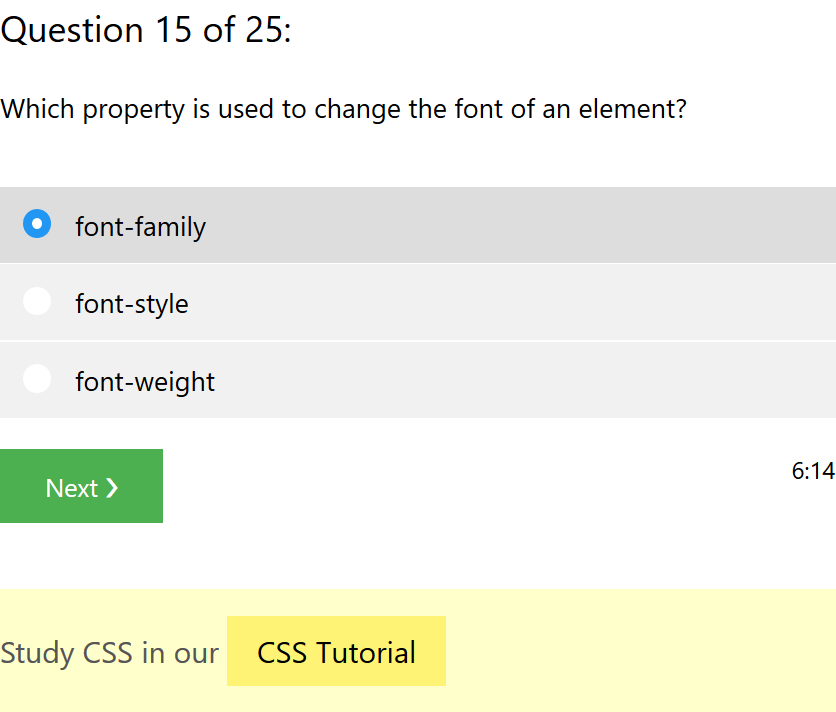 Question 15 of 25:
Which property is used to change the font of an element?
font-family
font-style
font-weight
Next ❯
6:14
Study CSS in our CSS Tutorial